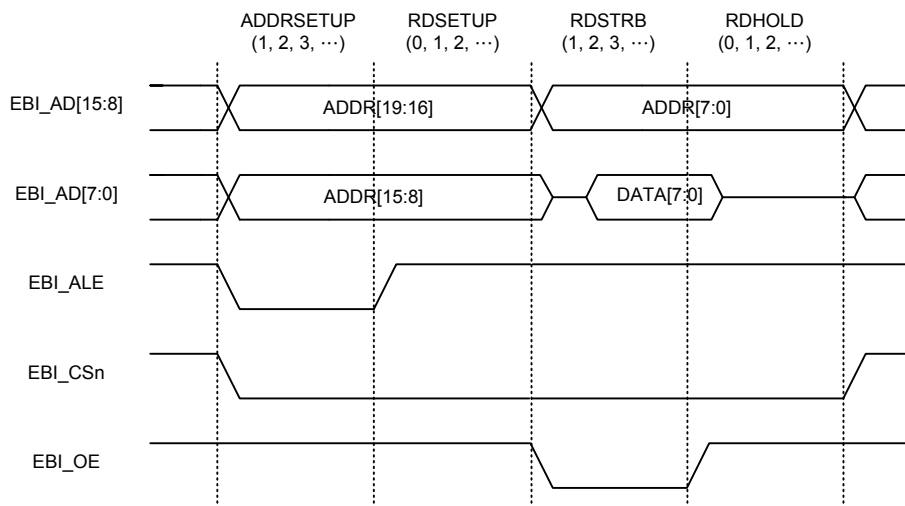 ADDRSETUP RDSETUP RDSTRB RDHOLD
(1, 2, 3, ⋯) (0, 1, 2, ⋯) (1, 2, 3, ⋯) (0, 1, 2, ⋯)
EBI_AD[15:8] ADDR[19:16] ADDR[7:0]
EBI_AD[7:0] ADDR[15:8] DATA[7:0]
EBI_ALE
EBI_CSn
EBI_OE